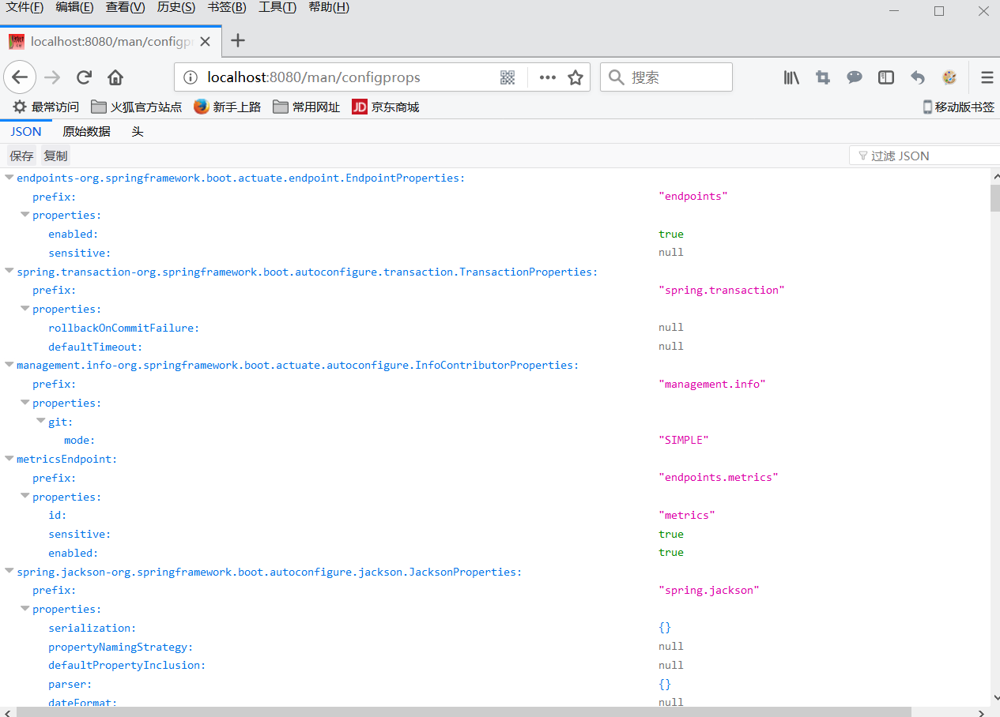 文件(F) 编辑(E) 查看(V) 历史(S) 书签(B) 工具(T) 帮助(H)
localhost:8080/man/configpr
localhost:8080/man/configprops
搜索
最常访问 火狐官方站点 新手上路 常用网址 JD 京东商城 移动版书签
JSON 原始数据 头
保存 复制 过滤 JSON
endpoints-org.springframework.boot.actuate.endpoint.EndpointProperties:
prefix: "endpoints"
properties:
enabled: true
sensitive: null
spring.transaction-org.springframework.boot.autoconfigure.transaction.TransactionProperties:
prefix: "spring.transaction"
properties:
rollbackOnCommitFailure: null
defaultTimeout: null
management.info-org.springframework.boot.actuate.autoconfigure.InfoContributorProperties:
prefix: "management.info"
properties:
git:
mode: "SIMPLE"
metricsEndpoint:
prefix: "endpoints.metrics"
properties:
id: "metrics"
sensitive: true
enabled: true
spring.jackson-org.springframework.boot.autoconfigure.jackson.JacksonProperties:
prefix: "spring.jackson"
properties:
serialization: {}
propertyNamingStrategy: null
defaultPropertyInclusion: null
parser: {}
dateFormat: null